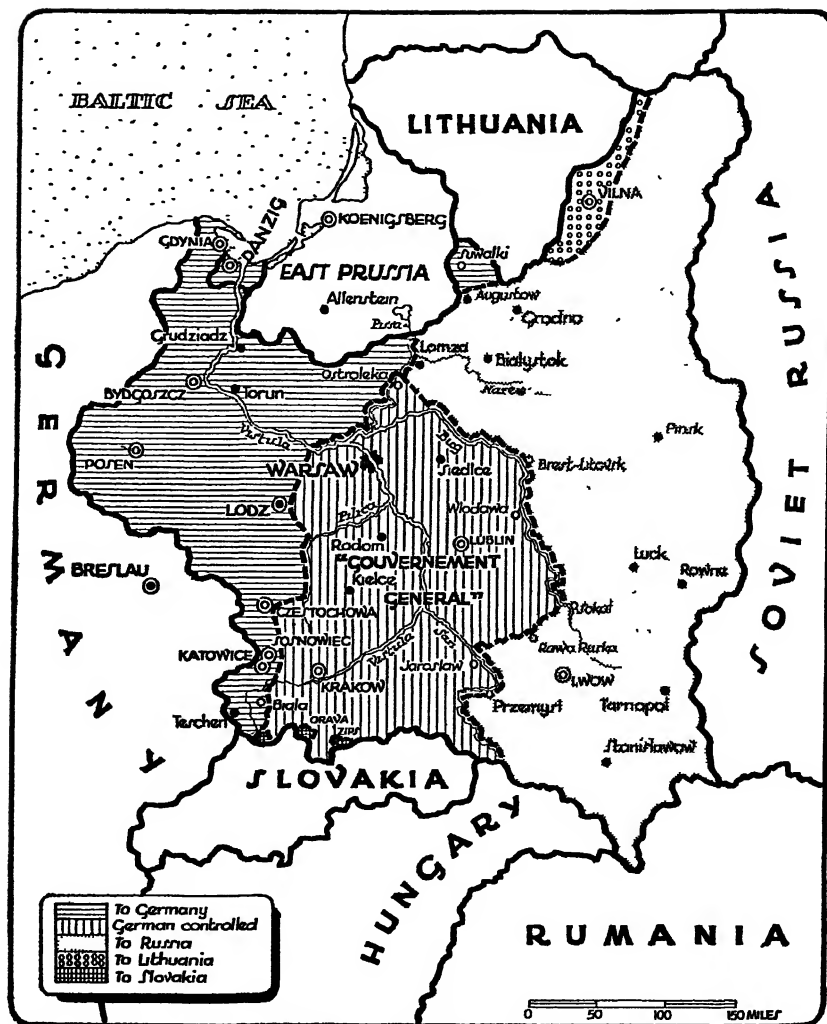 BALTIC SEA
LITHUANIA
VILNA
KOENIGSBERG
GDYNIA
DANZIG
EAST PRUSSIA
Suwalki
Allenstein
Augustow
Grodno
Grudziadz
Lomza
Bialystok
Ostroleka
Narew
BYDGOSZCZ
Torun
Vistula
Bug
Pinsk
POSEN
WARSAW
Siedlce
Brest-Litovsk
LODZ
Pilica
Wlodawa
Radom
LUBLIN
BRESLAU
"GOUVERNEMENT
GENERAL"
Kielce
Luck
Rowne
CZESTOCHOWA
Sokal
SOSNOWIEC
KATOWICE
Vistula
San
Rawa Ruska
KRAKOW
Jaroslaw
LWOW
Biala
Teschen
ORAVA
ZIPS
Przemysl
Tarnopol
Stanislawow
GERMANY
SLOVAKIA
HUNGARY
SOVIET RUSSIA
RUMANIA
To Germany
German controlled
To Russia
To Lithuania
To Slovakia
0 50 100 150 MILES